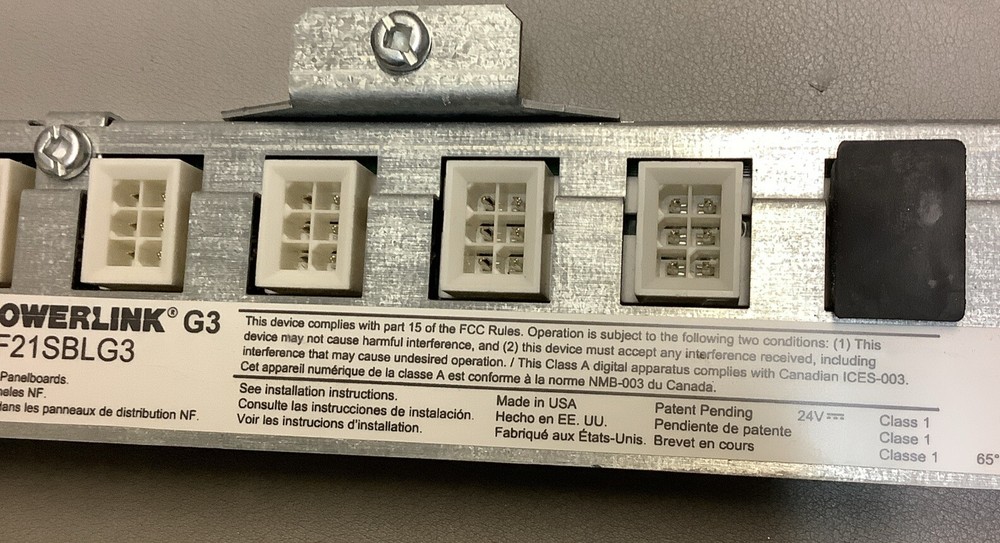 OWERLINK® G3
F21SBLG3
Panelboards.
neles NF.
dans les panneaux de distribution NF.
This device complies with part 15 of the FCC Rules. Operation is subject to the following two conditions: (1) This
device may not cause harmful interference, and (2) this device must accept any interference received, including
interference that may cause undesired operation. / This Class A digital apparatus complies with Canadian ICES-003.
Cet appareil numérique de la classe A est conforme à la norme NMB-003 du Canada.
See installation instructions.
Consulte las instrucciones de instalación.
Voir les instrucions d'installation.
Made in USA
Hecho en EE. UU.
Fabriqué aux États-Unis.
Patent Pending
Pendiente de patente
Brevet en cours
24V
Class 1
Clase 1
Classe 1
65°